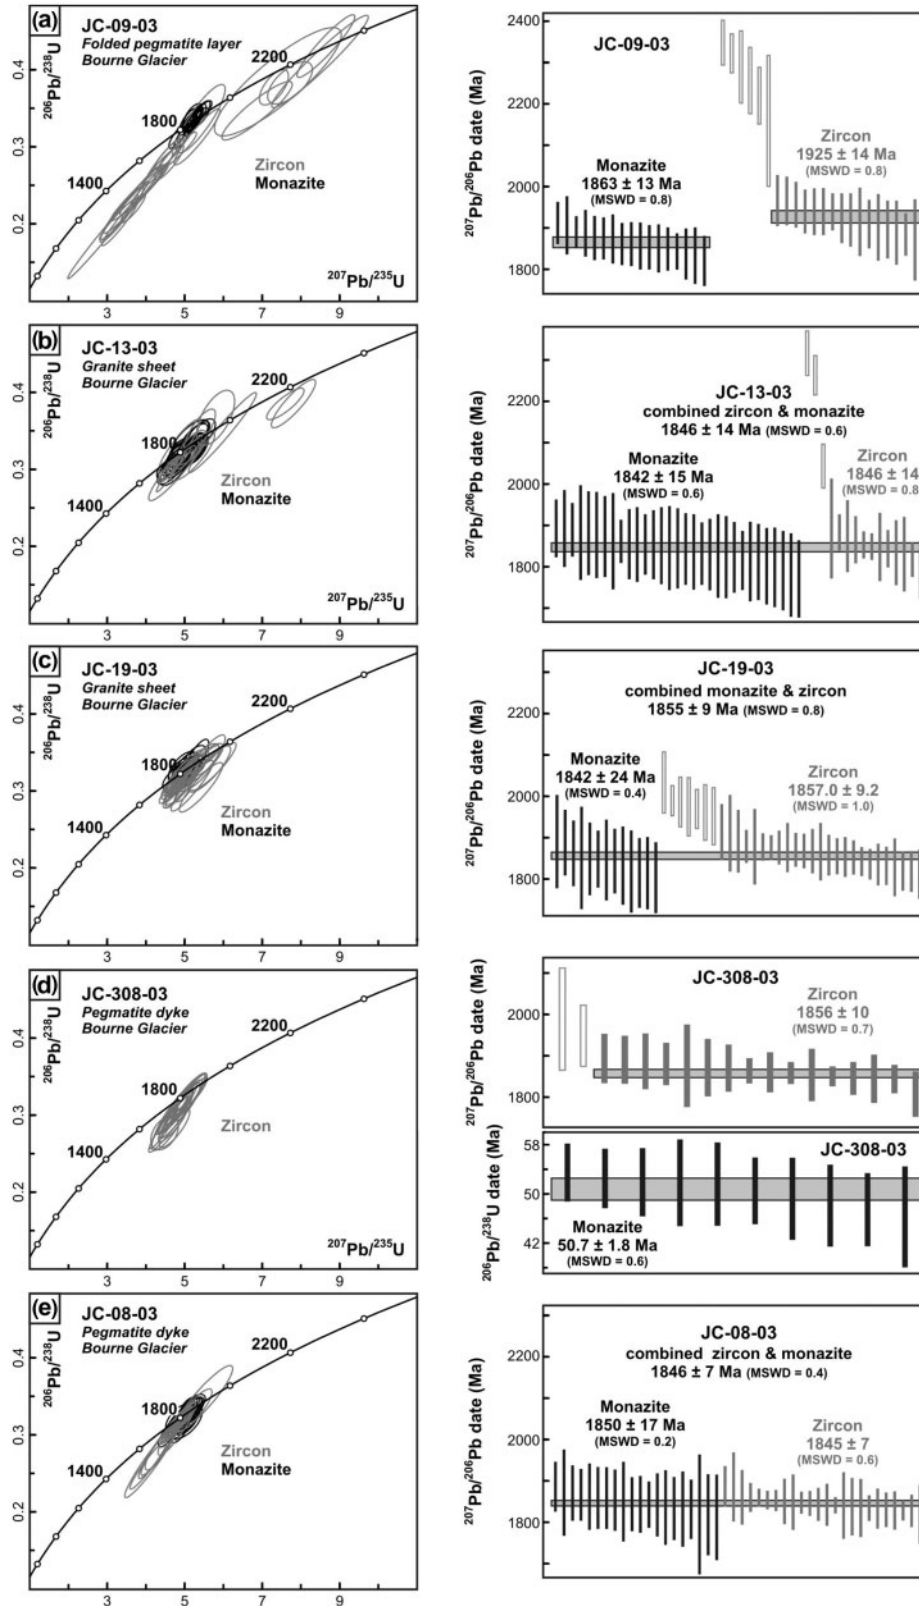 (a) JC-09-03
Folded pegmatite layer
Bourne Glacier
²⁰⁶Pb/²³⁸U
0.4
0.3
0.2
2200
1800
1400
Zircon
Monazite
²⁰⁷Pb/²³⁵U
3 5 7 9
JC-09-03
²⁰⁷Pb/²⁰⁶Pb date (Ma)
2400
2200
2000
1800
Monazite
1863 ± 13 Ma
(MSWD = 0.8)
Zircon
1925 ± 14 Ma
(MSWD = 0.8)
(b) JC-13-03
Granite sheet
Bourne Glacier
²⁰⁶Pb/²³⁸U
0.4
0.3
0.2
2200
1800
1400
Zircon
Monazite
²⁰⁷Pb/²³⁵U
3 5 7 9
JC-13-03
combined zircon & monazite
1846 ± 14 Ma (MSWD = 0.6)
²⁰⁷Pb/²⁰⁶Pb date (Ma)
2200
2000
1800
Monazite
1842 ± 15 Ma
(MSWD = 0.6)
Zircon
1846 ± 14
(MSWD = 0.8
(c) JC-19-03
Granite sheet
Bourne Glacier
²⁰⁶Pb/²³⁸U
0.4
0.3
0.2
2200
1800
1400
Zircon
Monazite
3 5 7 9
JC-19-03
combined monazite & zircon
1855 ± 9 Ma (MSWD = 0.8)
²⁰⁷Pb/²⁰⁶Pb date (Ma)
2200
2000
1800
Monazite
1842 ± 24 Ma
(MSWD = 0.4)
Zircon
1857.0 ± 9.2
(MSWD = 1.0)
(d) JC-308-03
Pegmatite dyke
Bourne Glacier
²⁰⁶Pb/²³⁸U
0.4
0.3
0.2
2200
1800
1400
Zircon
²⁰⁷Pb/²³⁵U
3 5 7 9
JC-308-03
²⁰⁷Pb/²⁰⁶Pb date (Ma)
2000
1800
Zircon
1856 ± 10
(MSWD = 0.7)
JC-308-03
²⁰⁶Pb/²³⁸U date (Ma)
58
50
42
Monazite
50.7 ± 1.8 Ma
(MSWD = 0.6)
(e) JC-08-03
Pegmatite dyke
Bourne Glacier
²⁰⁶Pb/²³⁸U
0.4
0.3
0.2
2200
1800
1400
Zircon
Monazite
3 5 7 9
JC-08-03
combined zircon & monazite
1846 ± 7 Ma (MSWD = 0.4)
²⁰⁷Pb/²⁰⁶Pb date (Ma)
2200
2000
1800
Monazite
1850 ± 17 Ma
(MSWD = 0.2)
Zircon
1845 ± 7
(MSWD = 0.6)